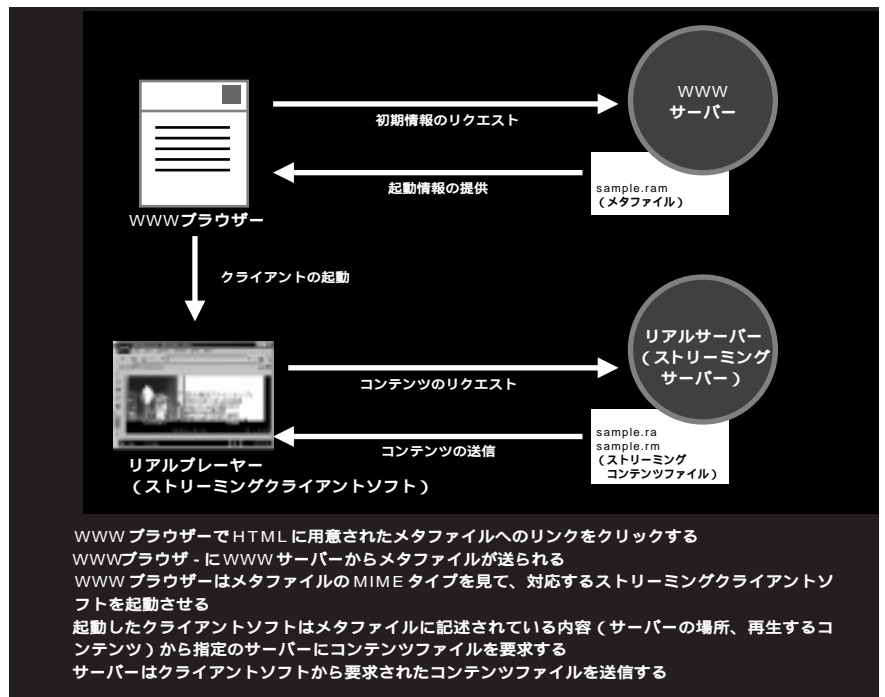 WWW
サーバー
初期情報のリクエスト
起動情報の提供
sample.ram
(メタファイル)
WWWブラウザー
クライアントの起動
リアルサーバー
(ストリーミング
サーバー)
コンテンツのリクエスト
コンテンツの送信
sample.ra
sample.rm
(ストリーミング
コンテンツファイル)
リアルプレーヤー
(ストリーミングクライアントソフト)
WWWブラウザーでHTMLに用意されたメタファイルへのリンクをクリックする
WWWブラウザ-にWWWサーバーからメタファイルが送られる
WWWブラウザーはメタファイルのMIMEタイプを見て、対応するストリーミングクライアントソ
フトを起動させる
起動したクライアントソフトはメタファイルに記述されている内容(サーバーの場所、再生するコ
ンテンツ)から指定のサーバーにコンテンツファイルを要求する
サーバーはクライアントソフトから要求されたコンテンツファイルを送信する